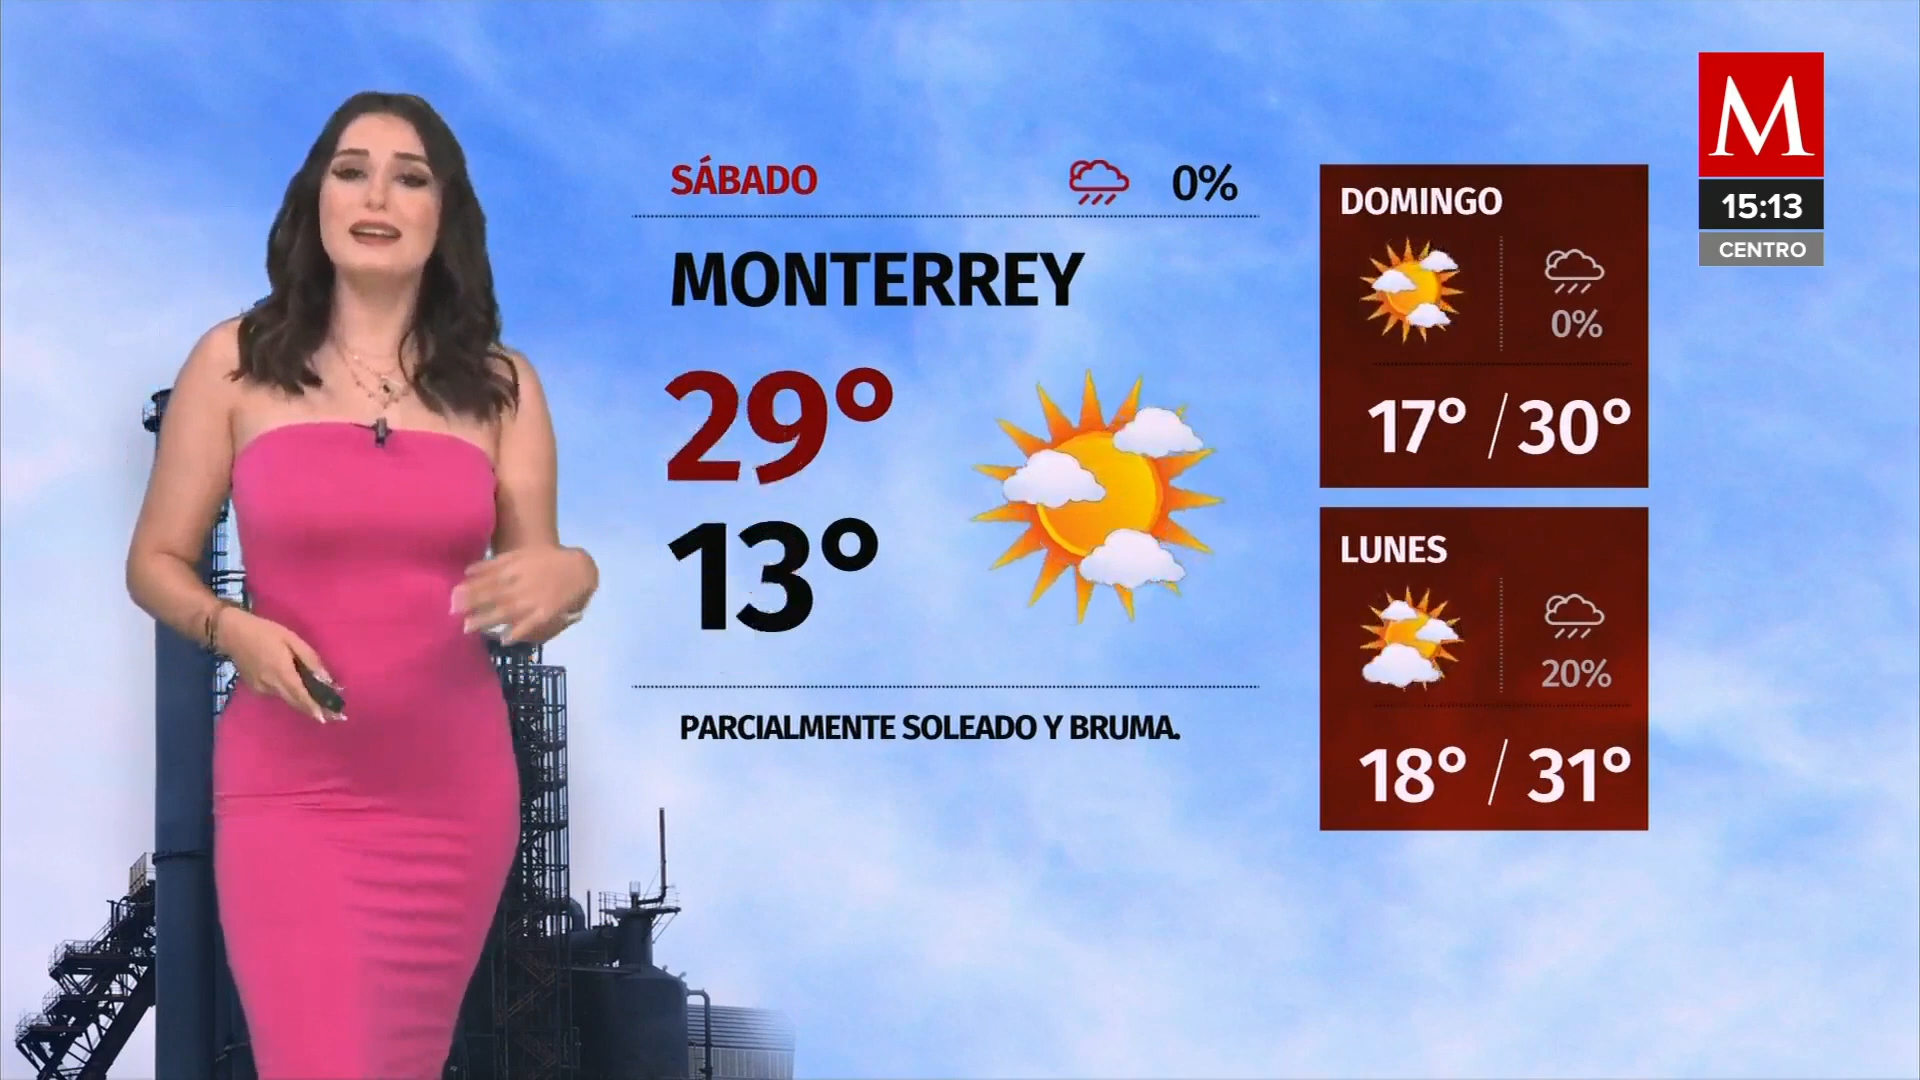 SÁBADO 0%
MONTERREY
29°
13°
PARCIALMENTE SOLEADO Y BRUMA.
DOMINGO
0%
17° / 30°
LUNES
20%
18° / 31°
M
15:13
CENTRO